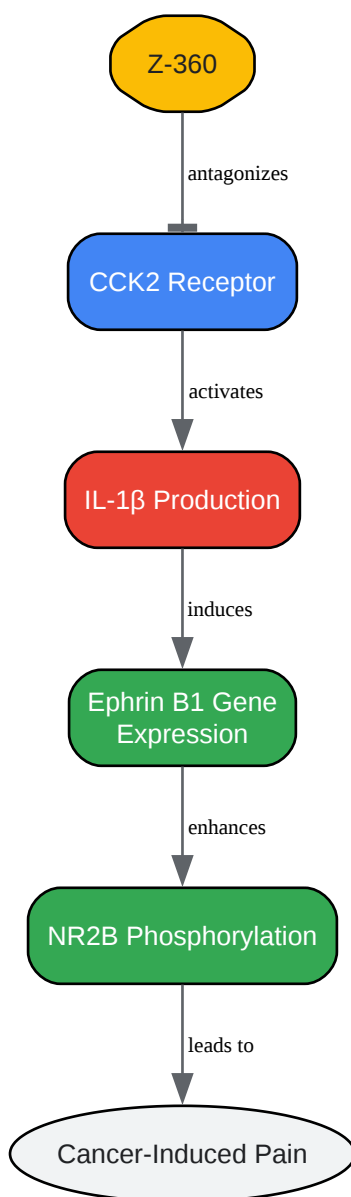 Z-360
antagonizes
CCK2 Receptor
activates
IL-1β Production
induces
Ephrin B1 Gene
Expression
enhances
NR2B Phosphorylation
leads to
Cancer-Induced Pain